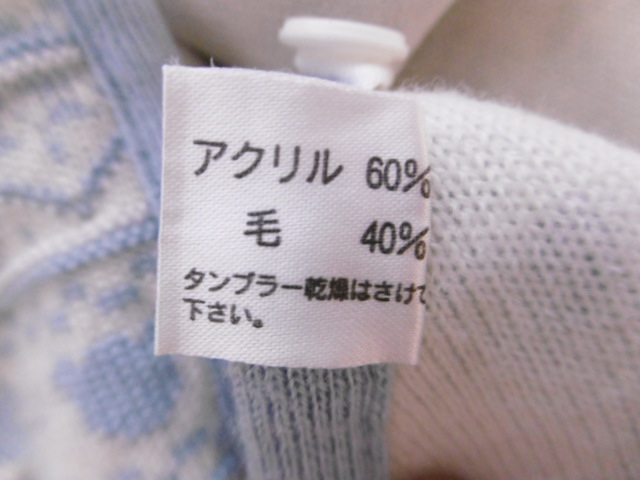 アクリル 60%
毛 40%
タンブラー乾燥はさけて
下さい。